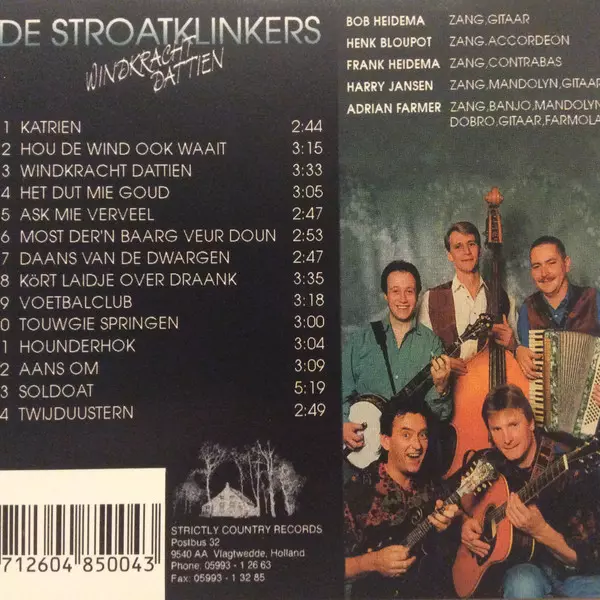 DE STROATKLINKERS
WINDKRACHT
DATTIEN
1 KATRIEN 2:44
2 HOU DE WIND OOK WAAIT 3:15
3 WINDKRACHT DATTIEN 3:33
4 HET DUT MIE GOUD 3:05
5 ASK MIE VERVEEL 2:47
6 MOST DER'N BAARG VEUR DOUN 2:53
7 DAANS VAN DE DWARGEN 2:47
8 KÖRT LAIDJE OVER DRAANK 3:35
9 VOETBALCLUB 3:18
0 TOUWGIE SPRINGEN 3:00
1 HOUNDERHOK 3:04
2 AANS OM 3:09
3 SOLDOAT 5:19
4 TWIJDUUSTERN 2:49
BOB HEIDEMA ZANG,GITAAR
HENK BLOUPOT ZANG,ACCORDEON
FRANK HEIDEMA ZANG,CONTRABAS
HARRY JANSEN ZANG,MANDOLYN,GITAAR
ADRIAN FARMER ZANG,BANJO,MANDOLYN
DOBRO,GITAAR,FARMOLA
STRICTLY COUNTRY RECORDS
Postbus 32
9540 AA Vlagtwedde, Holland
Phone: 05993 - 1 26 63
Fax: 05993 - 1 32 85
712604 850043